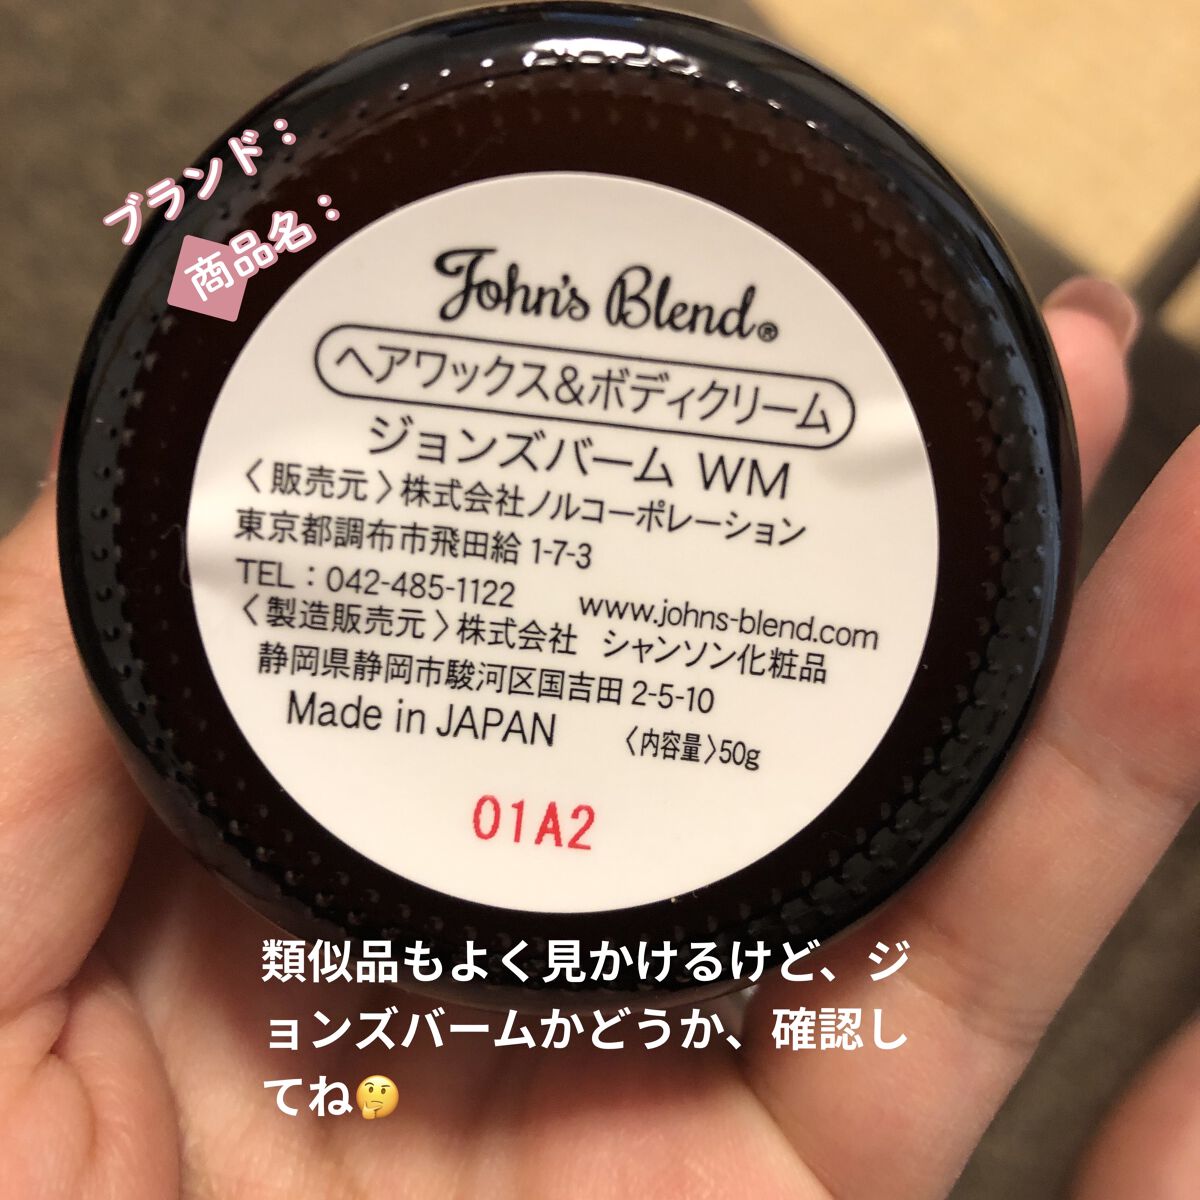 ブランド：
商品名：
John's Blend®
ヘアワックス&ボディクリーム
ジョンズバーム WM
〈販売元〉株式会社ノルコーポレーション
東京都調布市飛田給 1-7-3
TEL：042-485-1122 www.johns-blend.com
〈製造販売元〉株式会社 シャンソン化粧品
静岡県静岡市駿河区国吉田 2-5-10
Made in JAPAN 〈内容量〉50g
01A2
類似品もよく見かけるけど、ジ
ョンズバームかどうか、確認し
てね🤔